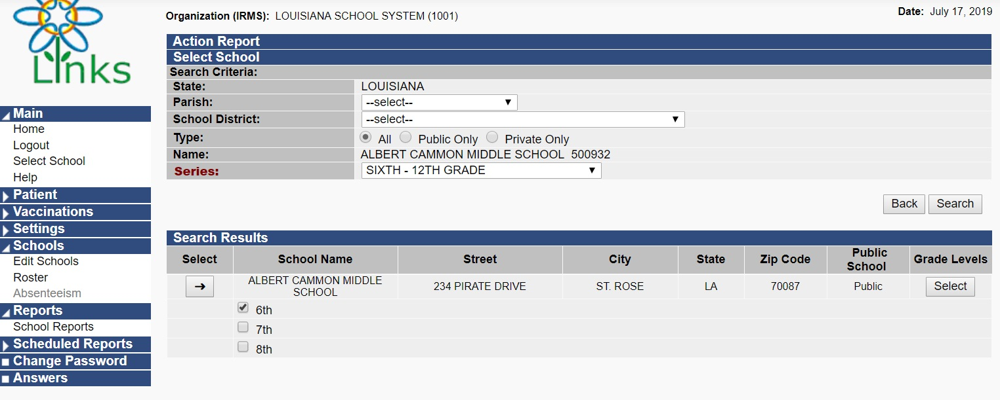 Organization (IRMS): LOUISIANA SCHOOL SYSTEM (1001)
Date: July 17, 2019
Links
Main
Home
Logout
Select School
Help
Patient
Vaccinations
Settings
Schools
Edit Schools
Roster
Absenteeism
Reports
School Reports
Scheduled Reports
Change Password
Answers
Action Report
Select School
Search Criteria:
State: LOUISIANA
Parish: --select--
School District: --select--
Type: All Public Only Private Only
Name: ALBERT CAMMON MIDDLE SCHOOL 500932
Series: SIXTH - 12TH GRADE
Back Search
Search Results
Select School Name Street City State Zip Code Public School Grade Levels
ALBERT CAMMON MIDDLE SCHOOL 234 PIRATE DRIVE ST. ROSE LA 70087 Public Select
6th
7th
8th